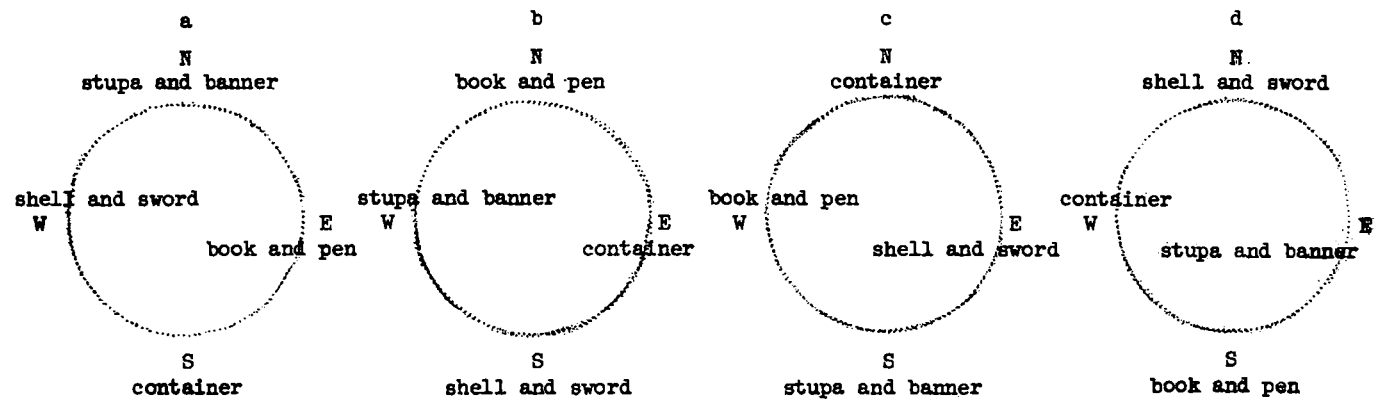 a b c d
N N N N
stupa and banner book and pen container shell and sword
shell and sword stupa and banner book and pen container
W E W E W E W E
book and pen container shell and sword stupa and banner
S S S S
container shell and sword stupa and banner book and pen